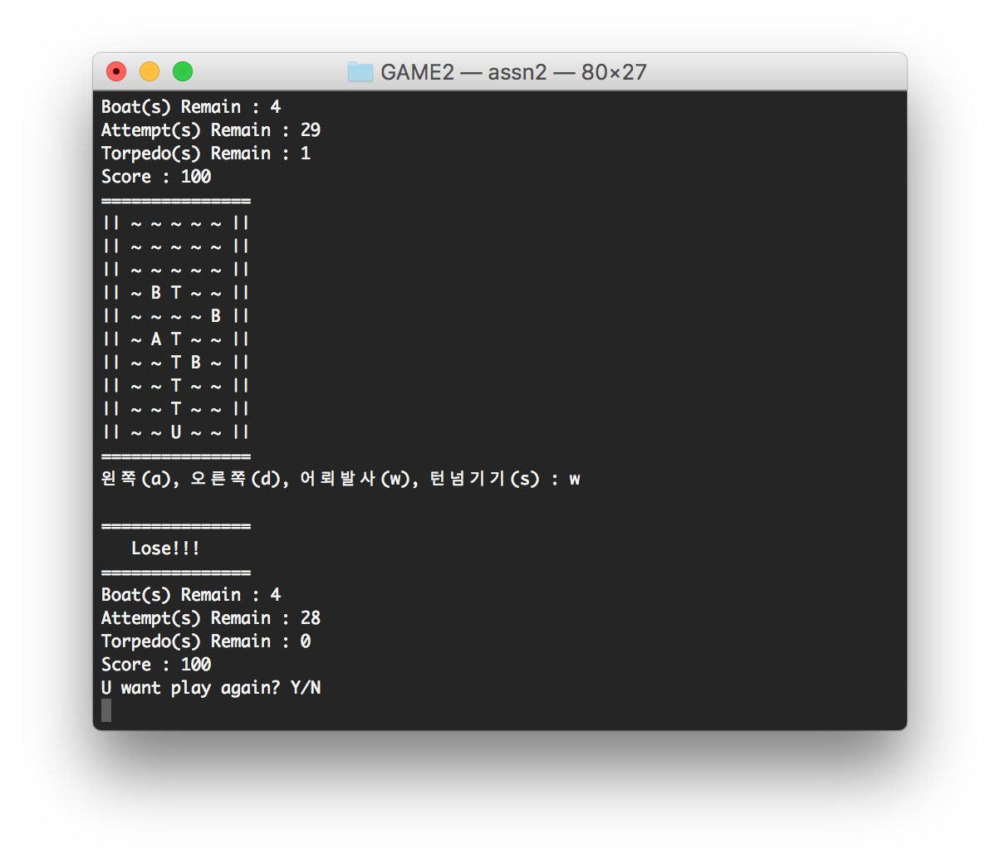 GAME2 — assn2 — 80×27
Boat(s) Remain : 4
Attempt(s) Remain : 29
Torpedo(s) Remain : 1
Score : 100
===============
|| ~ ~ ~ ~ ~ ||
|| ~ ~ ~ ~ ~ ||
|| ~ ~ ~ ~ ~ ||
|| ~ B T ~ ~ ||
|| ~ ~ ~ ~ B ||
|| ~ A T ~ ~ ||
|| ~ ~ T B ~ ||
|| ~ ~ T ~ ~ ||
|| ~ ~ T ~ ~ ||
|| ~ ~ U ~ ~ ||
===============
왼쪽(a), 오른쪽(d), 어뢰발사(w), 턴넘기기(s) : w
===============
   Lose!!!
===============
Boat(s) Remain : 4
Attempt(s) Remain : 28
Torpedo(s) Remain : 0
Score : 100
U want play again? Y/N